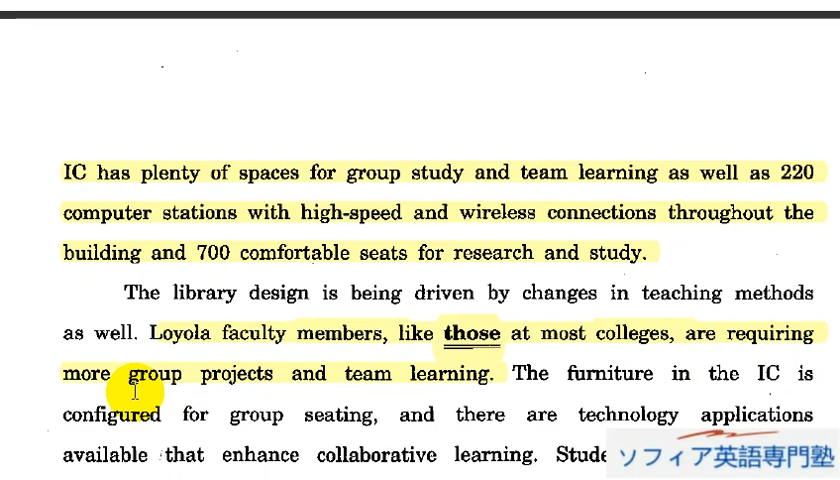 IC has plenty of spaces for group study and team learning as well as 220
computer stations with high-speed and wireless connections throughout the
building and 700 comfortable seats for research and study.
The library design is being driven by changes in teaching methods
as well. Loyola faculty members, like those at most colleges, are requiring
more group projects and team learning. The furniture in the IC is
configured for group seating, and there are technology applications
available that enhance collaborative learning.
ソフィア英語専門塾